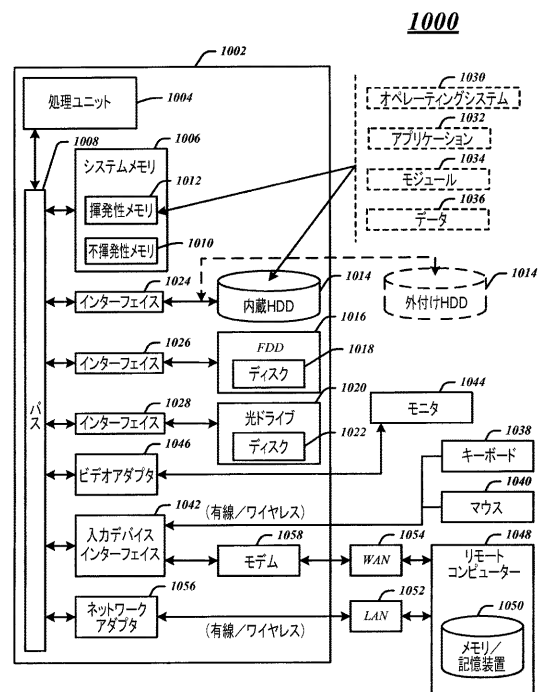 1000
1002
処理ユニット
1004
1008
1006
システムメモリ
1012
揮発性メモリ
1010
不揮発性メモリ
1030
オペレーティングシステム
1032
アプリケーション
1034
モジュール
1036
データ
1024
インターフェイス
内蔵HDD
1014
外付けHDD
1014
1016
1026
インターフェイス
FDD
1018
ディスク
1020
1028
インターフェイス
光ドライブ
1022
ディスク
1044
モニタ
バス
1046
ビデオアダプタ
1038
キーボード
1042
(有線/ワイヤレス)
1040
マウス
入力デバイス
インターフェイス
1058
モデム
1054
WAN
1048
リモート
コンピューター
1056
ネットワーク
アダプタ
(有線/ワイヤレス)
1052
LAN
1050
メモリ/
記憶装置